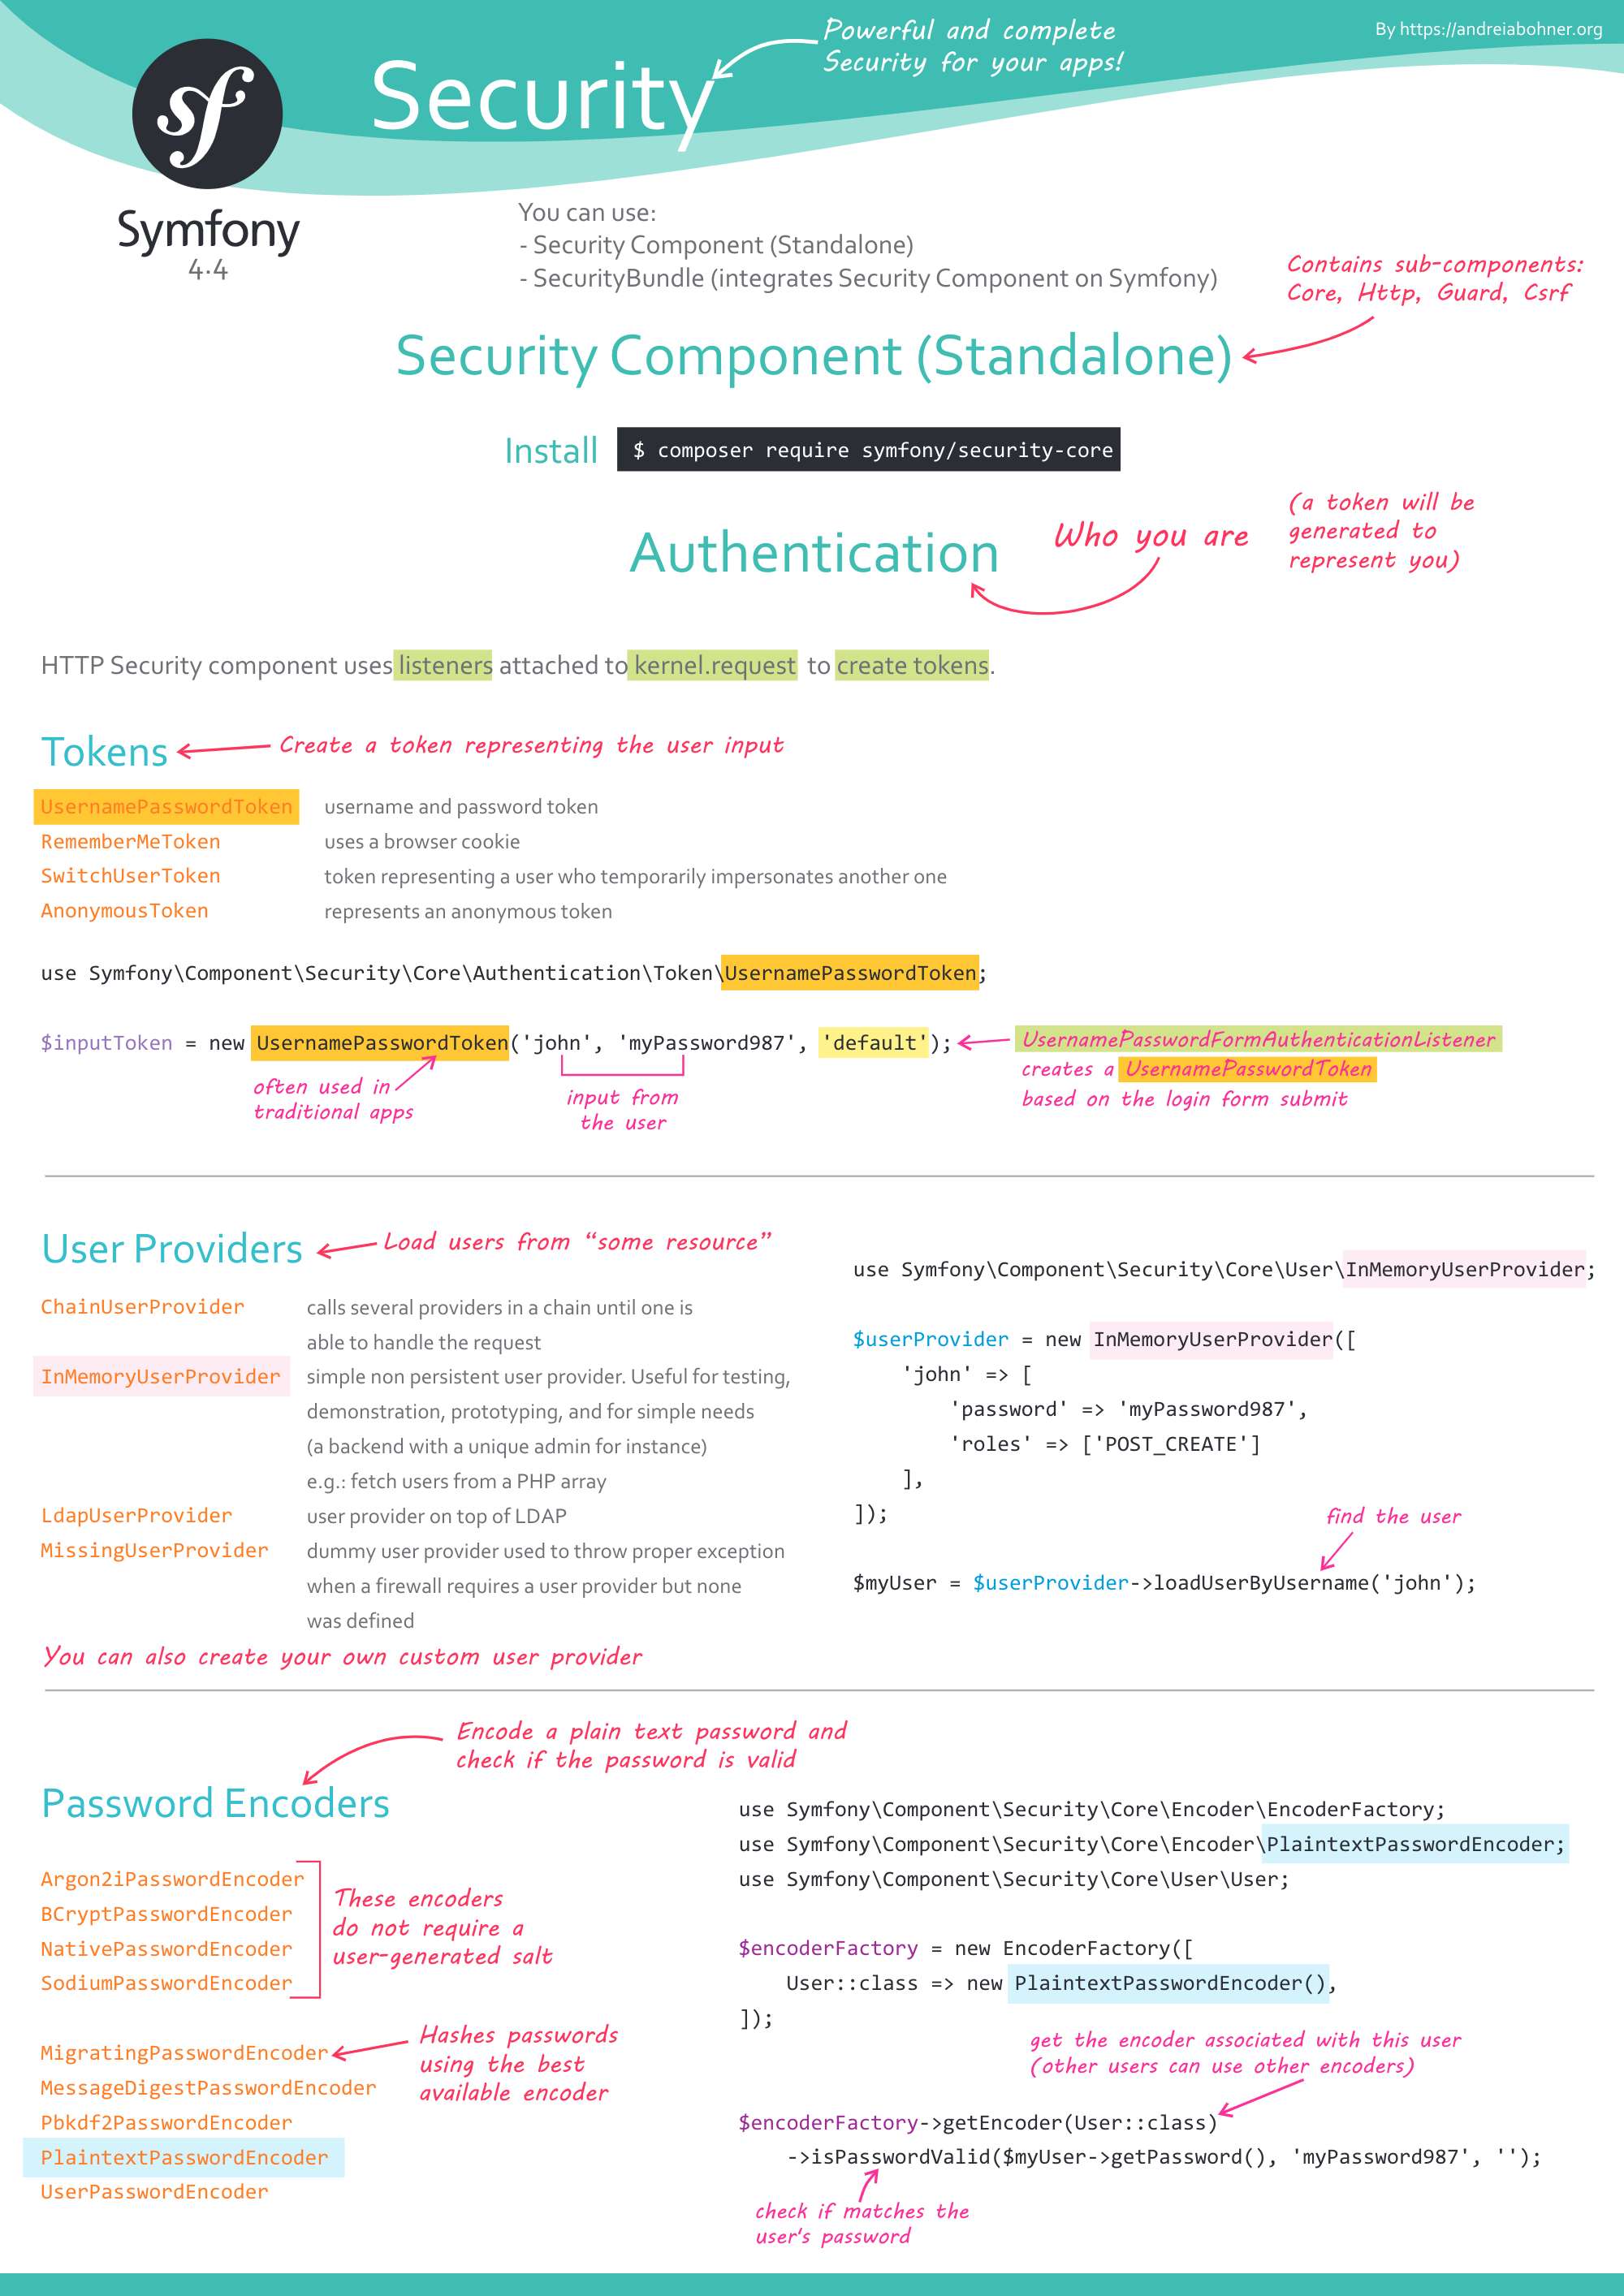 Powerful and complete
Security for your apps!
By https://andreiabohner.org
sf
Security
Symfony
4.4
You can use:
- Security Component (Standalone)
- SecurityBundle (integrates Security Component on Symfony)
Contains sub-components:
Core, Http, Guard, Csrf
Security Component (Standalone)
Install
$ composer require symfony/security-core
Authentication
Who you are
(a token will be
generated to
represent you)
HTTP Security component uses listeners attached to kernel.request to create tokens.
Tokens
Create a token representing the user input
UsernamePasswordToken username and password token
RememberMeToken uses a browser cookie
SwitchUserToken token representing a user who temporarily impersonates another one
AnonymousToken represents an anonymous token
use Symfony\Component\Security\Core\Authentication\Token\UsernamePasswordToken;
$inputToken = new UsernamePasswordToken('john', 'myPassword987', 'default');
often used in
traditional apps
input from
the user
UsernamePasswordFormAuthenticationListener
creates a UsernamePasswordToken
based on the login form submit
User Providers
Load users from “some resource”
ChainUserProvider calls several providers in a chain until one is
able to handle the request
InMemoryUserProvider simple non persistent user provider. Useful for testing,
demonstration, prototyping, and for simple needs
(a backend with a unique admin for instance)
e.g.: fetch users from a PHP array
LdapUserProvider user provider on top of LDAP
MissingUserProvider dummy user provider used to throw proper exception
when a firewall requires a user provider but none
was defined
You can also create your own custom user provider
use Symfony\Component\Security\Core\User\InMemoryUserProvider;
$userProvider = new InMemoryUserProvider([
'john' => [
'password' => 'myPassword987',
'roles' => ['POST_CREATE']
],
]);
find the user
$myUser = $userProvider->loadUserByUsername('john');
Encode a plain text password and
check if the password is valid
Password Encoders
Argon2iPasswordEncoder
BCryptPasswordEncoder
NativePasswordEncoder
SodiumPasswordEncoder
These encoders
do not require a
user-generated salt
MigratingPasswordEncoder
MessageDigestPasswordEncoder
Pbkdf2PasswordEncoder
PlaintextPasswordEncoder
UserPasswordEncoder
Hashes passwords
using the best
available encoder
use Symfony\Component\Security\Core\Encoder\EncoderFactory;
use Symfony\Component\Security\Core\Encoder\PlaintextPasswordEncoder;
use Symfony\Component\Security\Core\User\User;
$encoderFactory = new EncoderFactory([
User::class => new PlaintextPasswordEncoder(),
]);
get the encoder associated with this user
(other users can use other encoders)
$encoderFactory->getEncoder(User::class)
->isPasswordValid($myUser->getPassword(), 'myPassword987', '');
check if matches the
user's password